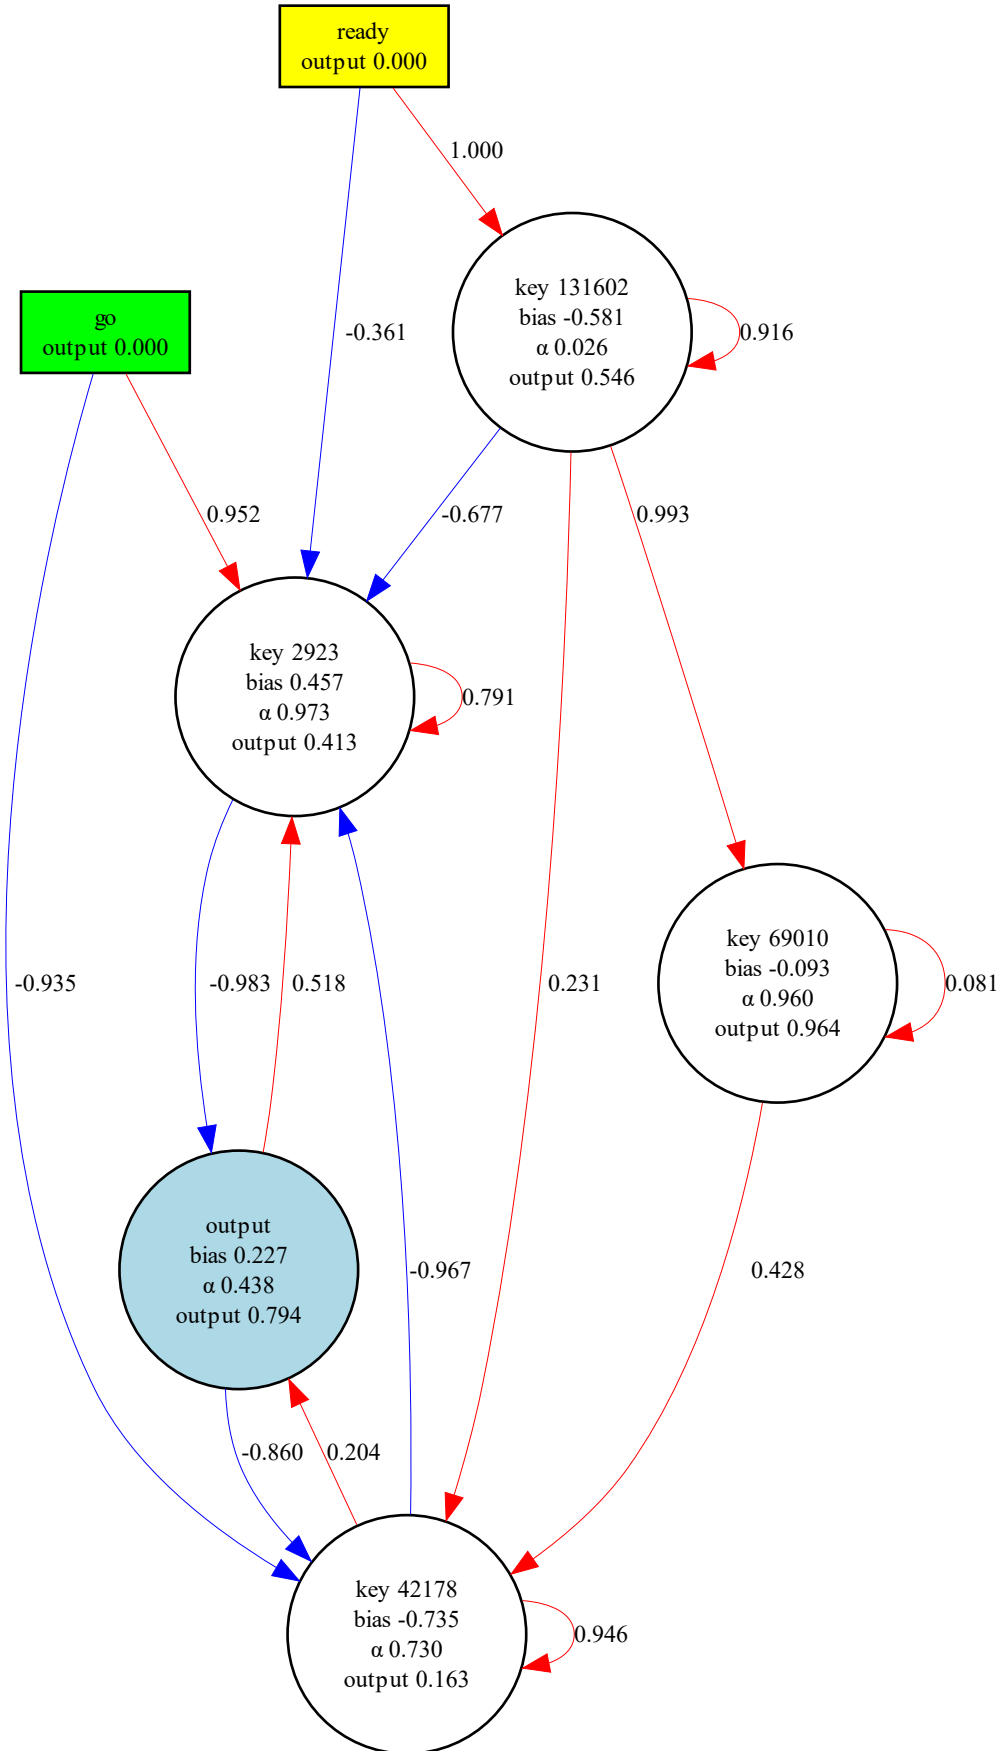 ready
output 0.000
1.000
key 131602
bias -0.581
α 0.026
output 0.546
0.916
go
output 0.000
-0.361
0.952
-0.677
0.993
key 2923
bias 0.457
α 0.973
output 0.413
0.791
key 69010
bias -0.093
α 0.960
output 0.964
0.081
-0.935
-0.983
0.518
0.231
output
bias 0.227
α 0.438
output 0.794
-0.967
0.428
-0.860
0.204
key 42178
bias -0.735
α 0.730
output 0.163
0.946